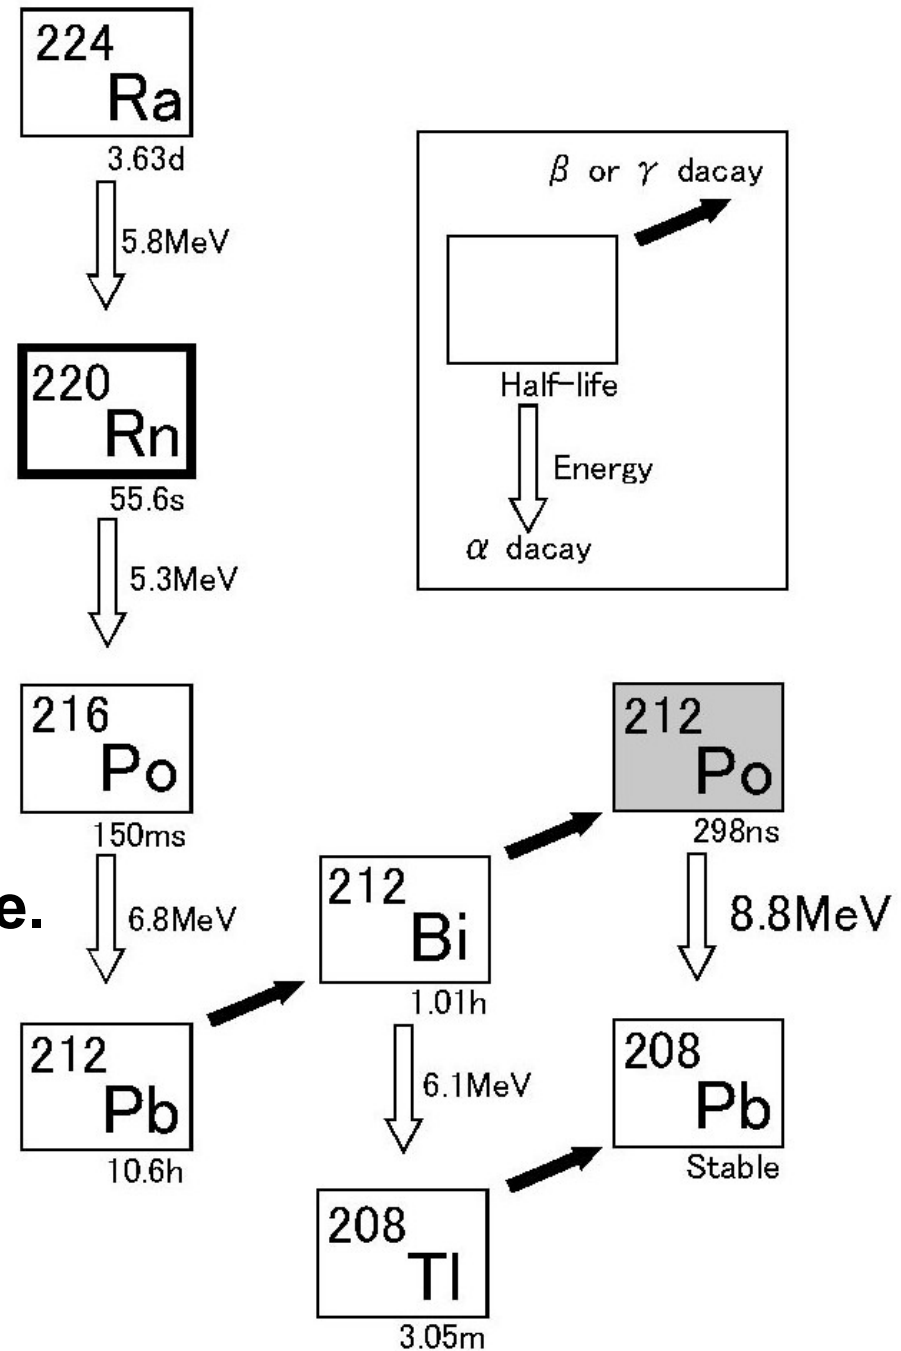 224
Ra
3.63d
5.8MeV
220
Rn
55.6s
5.3MeV
216
Po
150ms
6.8MeV
212
Pb
10.6h
e.
β or γ dacay
Half-life
Energy
α dacay
212
Bi
1.01h
6.1MeV
208
Tl
3.05m
212
Po
298ns
8.8MeV
208
Pb
Stable